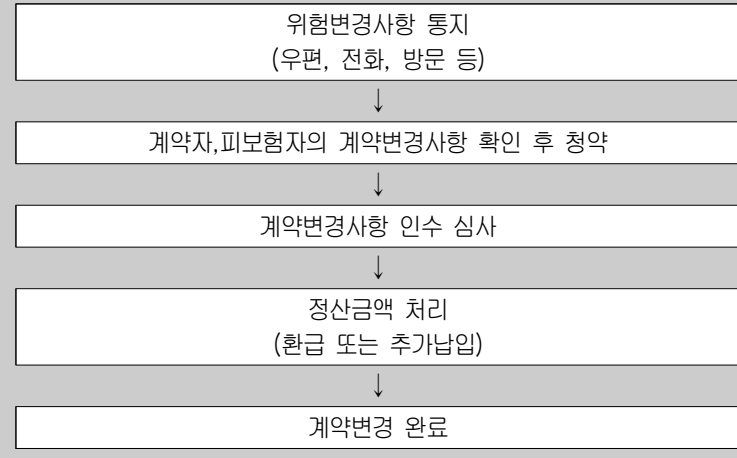 위험변경사항 통지
(우편, 전화, 방문 등)
↓
계약자,피보험자의 계약변경사항 확인 후 청약
↓
계약변경사항 인수 심사
↓
정산금액 처리
(환급 또는 추가납입)
↓
계약변경 완료